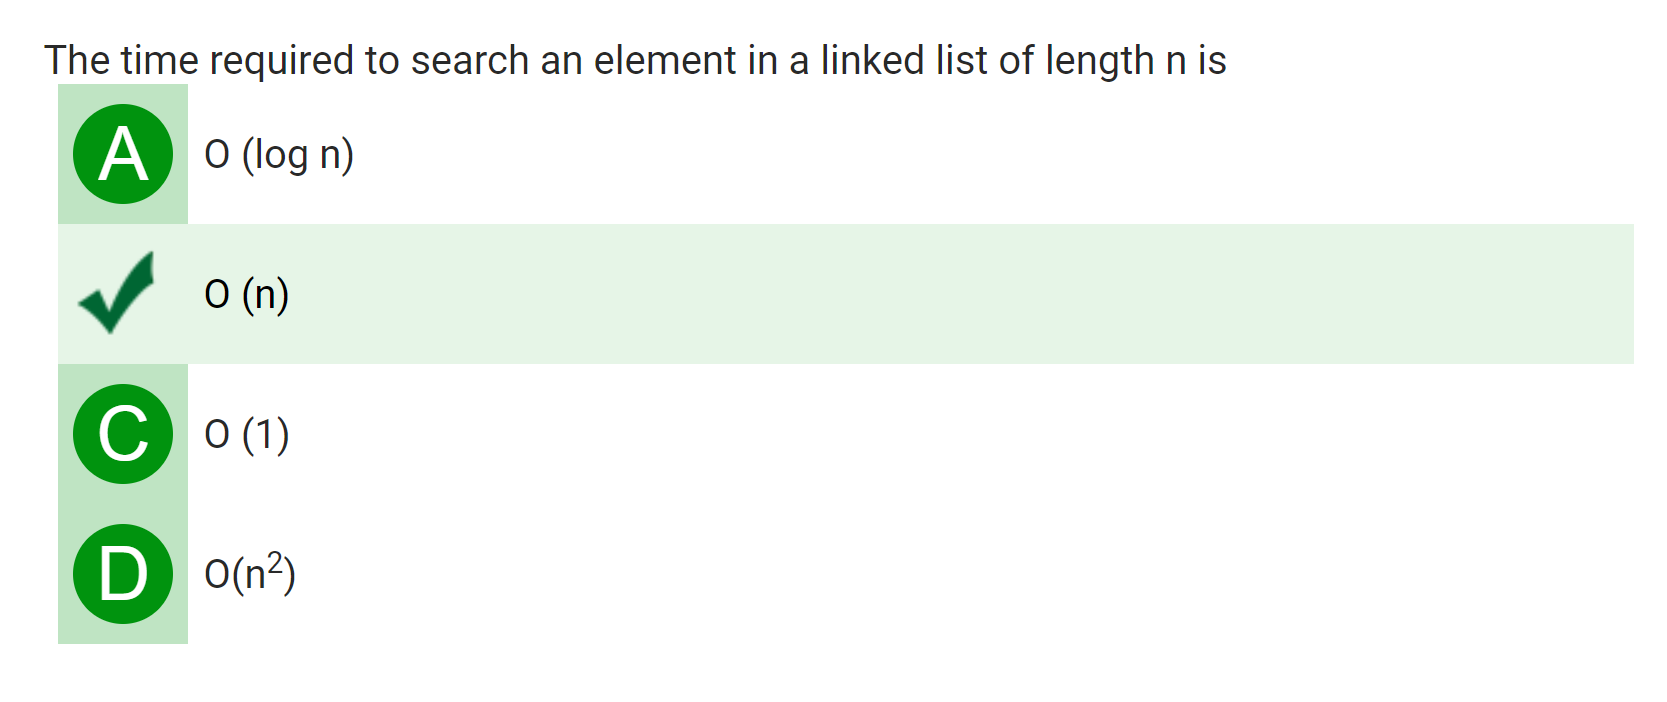 The time required to search an element in a linked list of length n is
A O (log n)
O (n)
C O (1)
D O(n²)